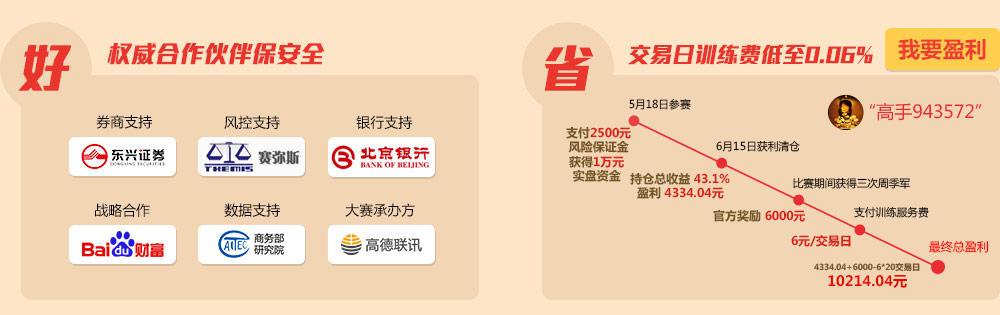 好
权威合作伙伴保安全
券商支持
风控支持
银行支持
东兴证券
DONGXING SECURITIES
THEMIS
赛弥斯
北京银行
BANK OF BEIJING
战略合作
数据支持
大赛承办方
Bai du 财富
CAITEC
商务部
研究院
高德联讯
省
交易日训练费低至0.06%
我要盈利
“高手943572”
5月18日参赛
支付2500元
风险保证金
获得1万元
实盘资金
6月15日获利清仓
持仓总收益 43.1%
盈利 4334.04元
比赛期间获得三次周季军
官方奖励 6000元
支付训练服务费
6元/交易日
最终总盈利
4334.04+6000-6*20交易日
10214.04元